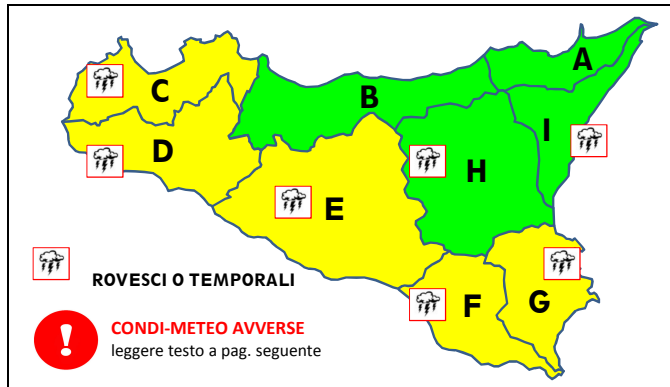 A
C
B
I
D
H
E
F
G
ROVESCI O TEMPORALI
!
CONDI-METEO AVVERSE
leggere testo a pag. seguente